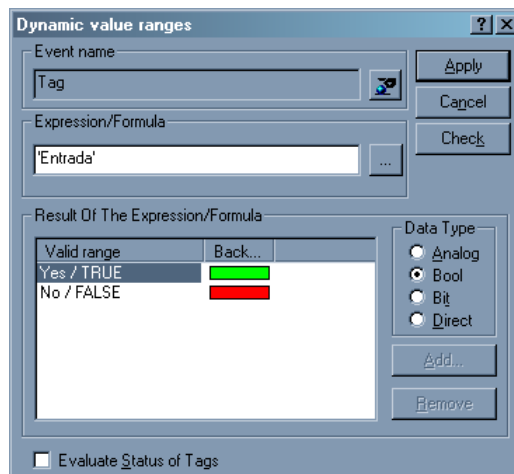 Dynamic value ranges
Event name
Tag
Apply
Cancel
Check
Expression/Formula
'Entrada'
...
Result Of The Expression/Formula
Valid range Back...
Yes / TRUE
No / FALSE
Data Type
Analog
Bool
Bit
Direct
Add...
Remove
Evaluate Status of Tags